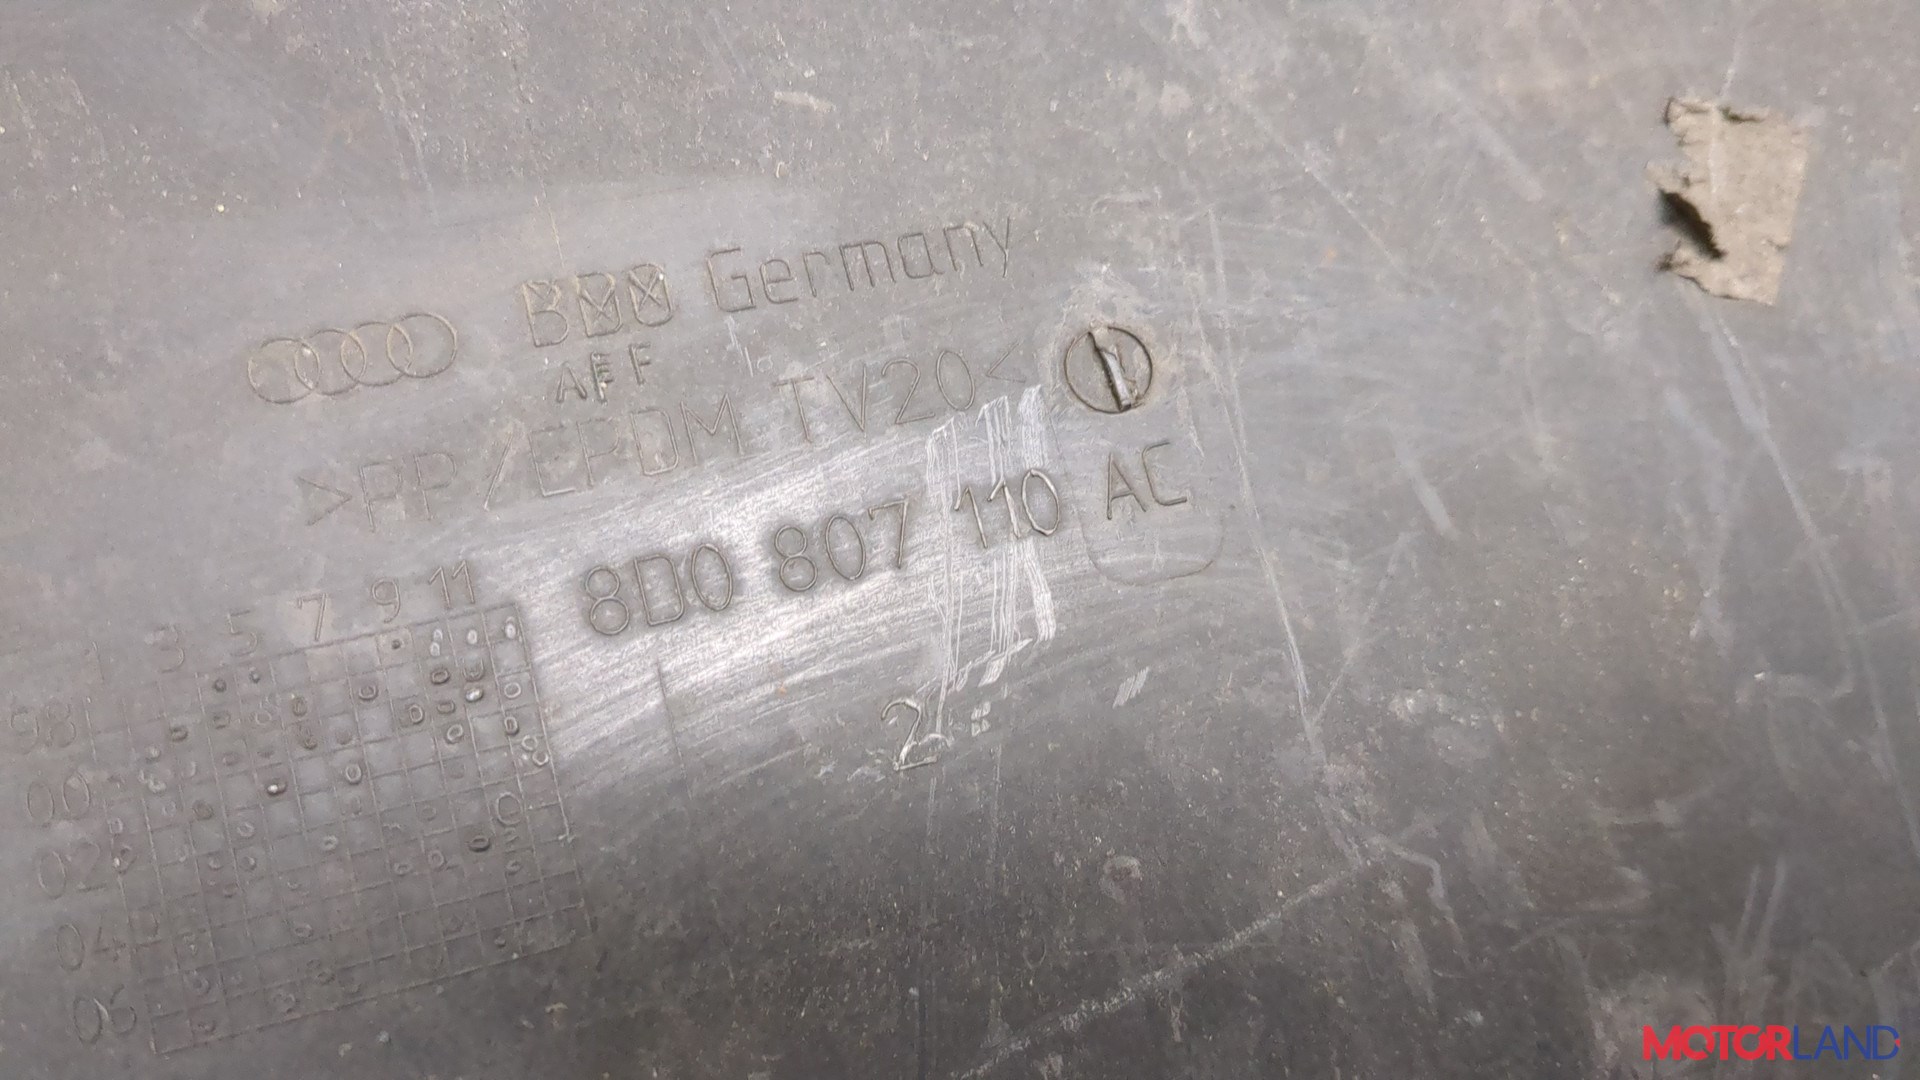 Germany
AFF
>PP/EPDM TV20<
8D0 807 110 AC
1 3 5 7 9 11
98
00
02
04
06
2
MOTORLAND